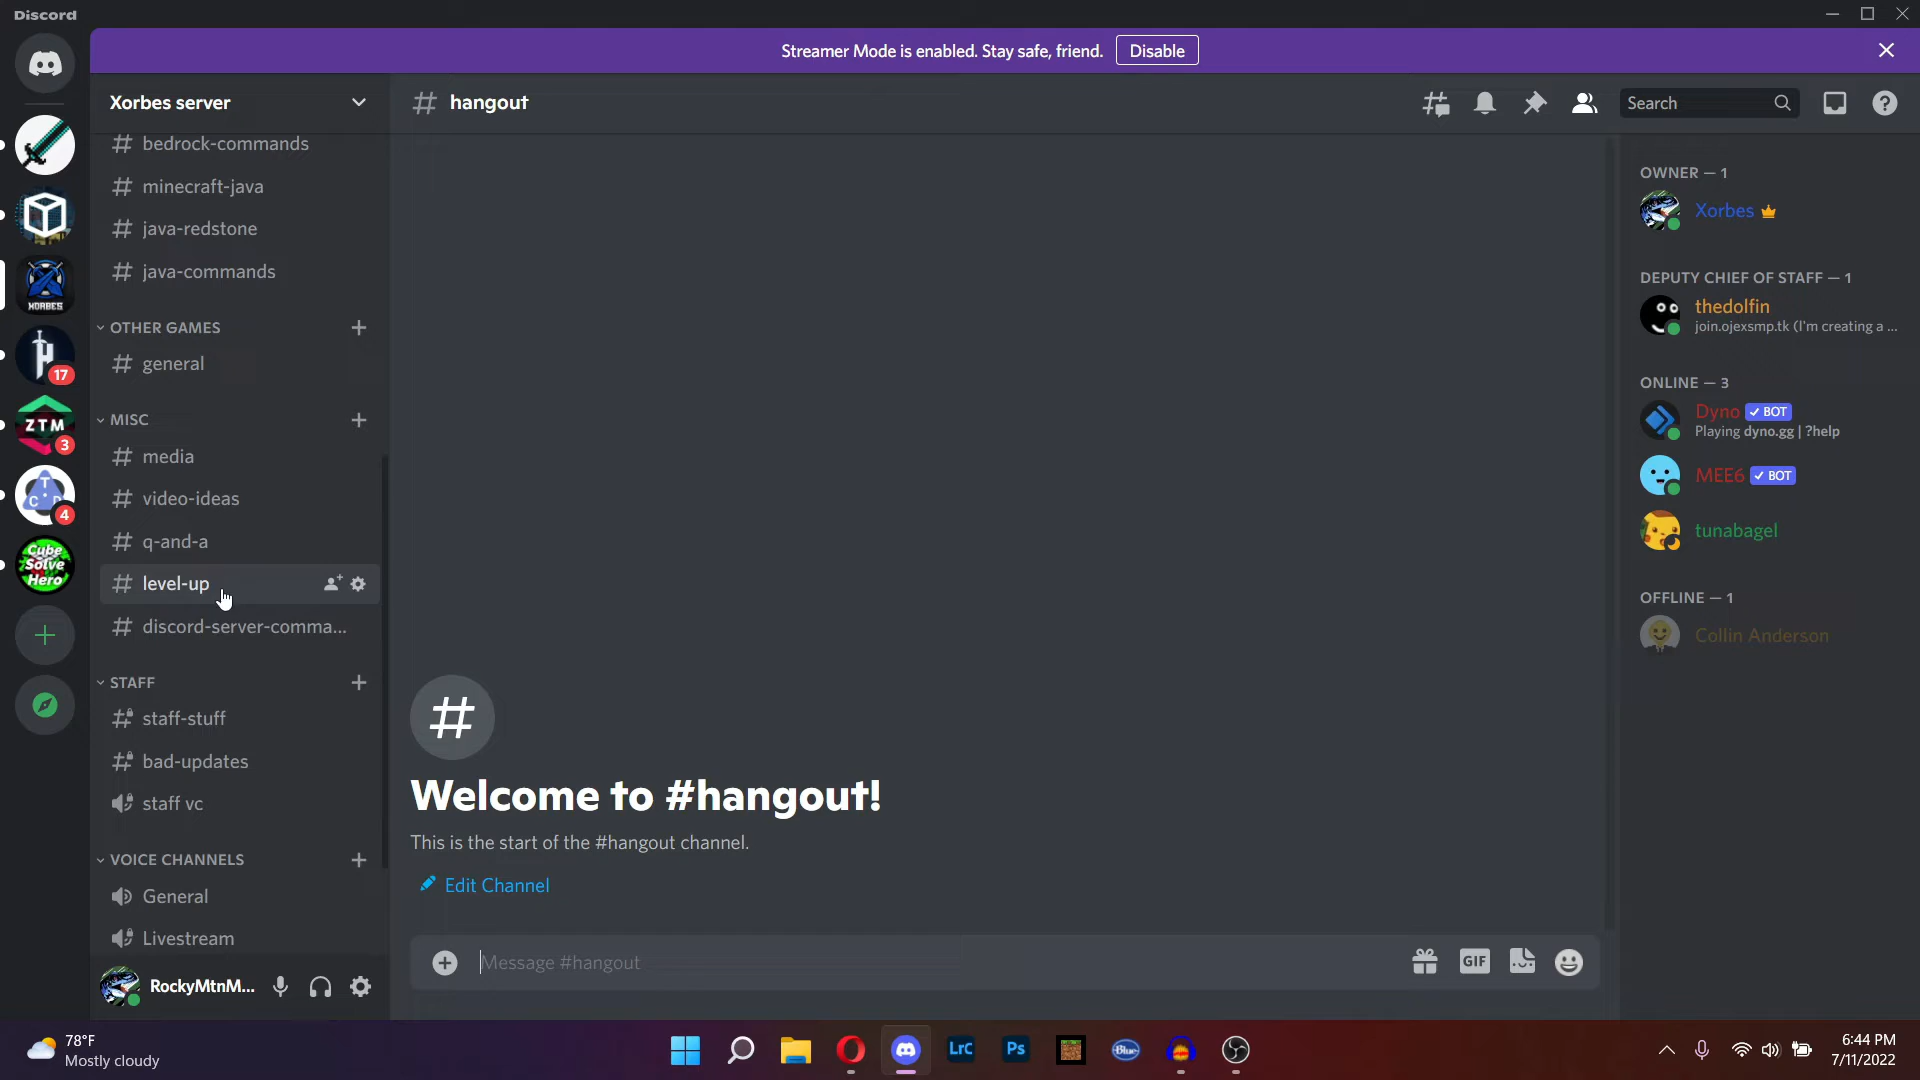 Discord
Streamer Mode is enabled. Stay safe, friend. Disable
Xorbes server
# hangout
Search
bedrock-commands
minecraft-java
java-redstone
java-commands
OTHER GAMES
general
MISC
media
video-ideas
q-and-a
level-up
discord-server-comma...
STAFF
staff-stuff
bad-updates
staff vc
VOICE CHANNELS
General
Livestream
RockyMtnM...
XORBES
17
ZTM
3
T
C D
4
Cube
Solve
Hero
#
Welcome to #hangout!
This is the start of the #hangout channel.
Edit Channel
Message #hangout
GIF
OWNER — 1
Xorbes
DEPUTY CHIEF OF STAFF — 1
thedolfin
join.ojexsmp.tk (I'm creating a ...
ONLINE — 3
Dyno ✓ BOT
Playing dyno.gg | ?help
MEE6 ✓ BOT
tunabagel
OFFLINE — 1
Collin Anderson
78°F
Mostly cloudy
LrC
Ps
Blue
6:44 PM
7/11/2022